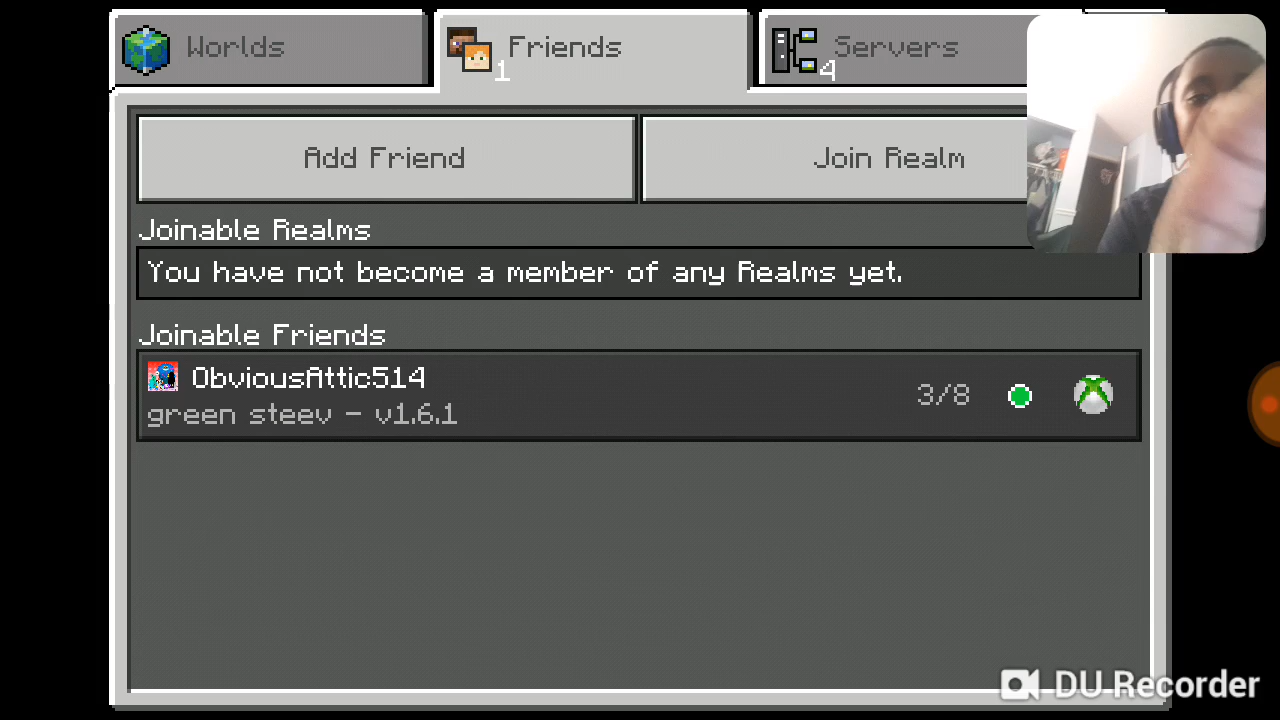 Worlds
Friends
1
Servers
4
Add Friend
Join Realm
Joinable Realms
You have not become a member of any Realms yet.
Joinable Friends
ObviousAttic514
3/8
green steev - v1.6.1
DU Recorder